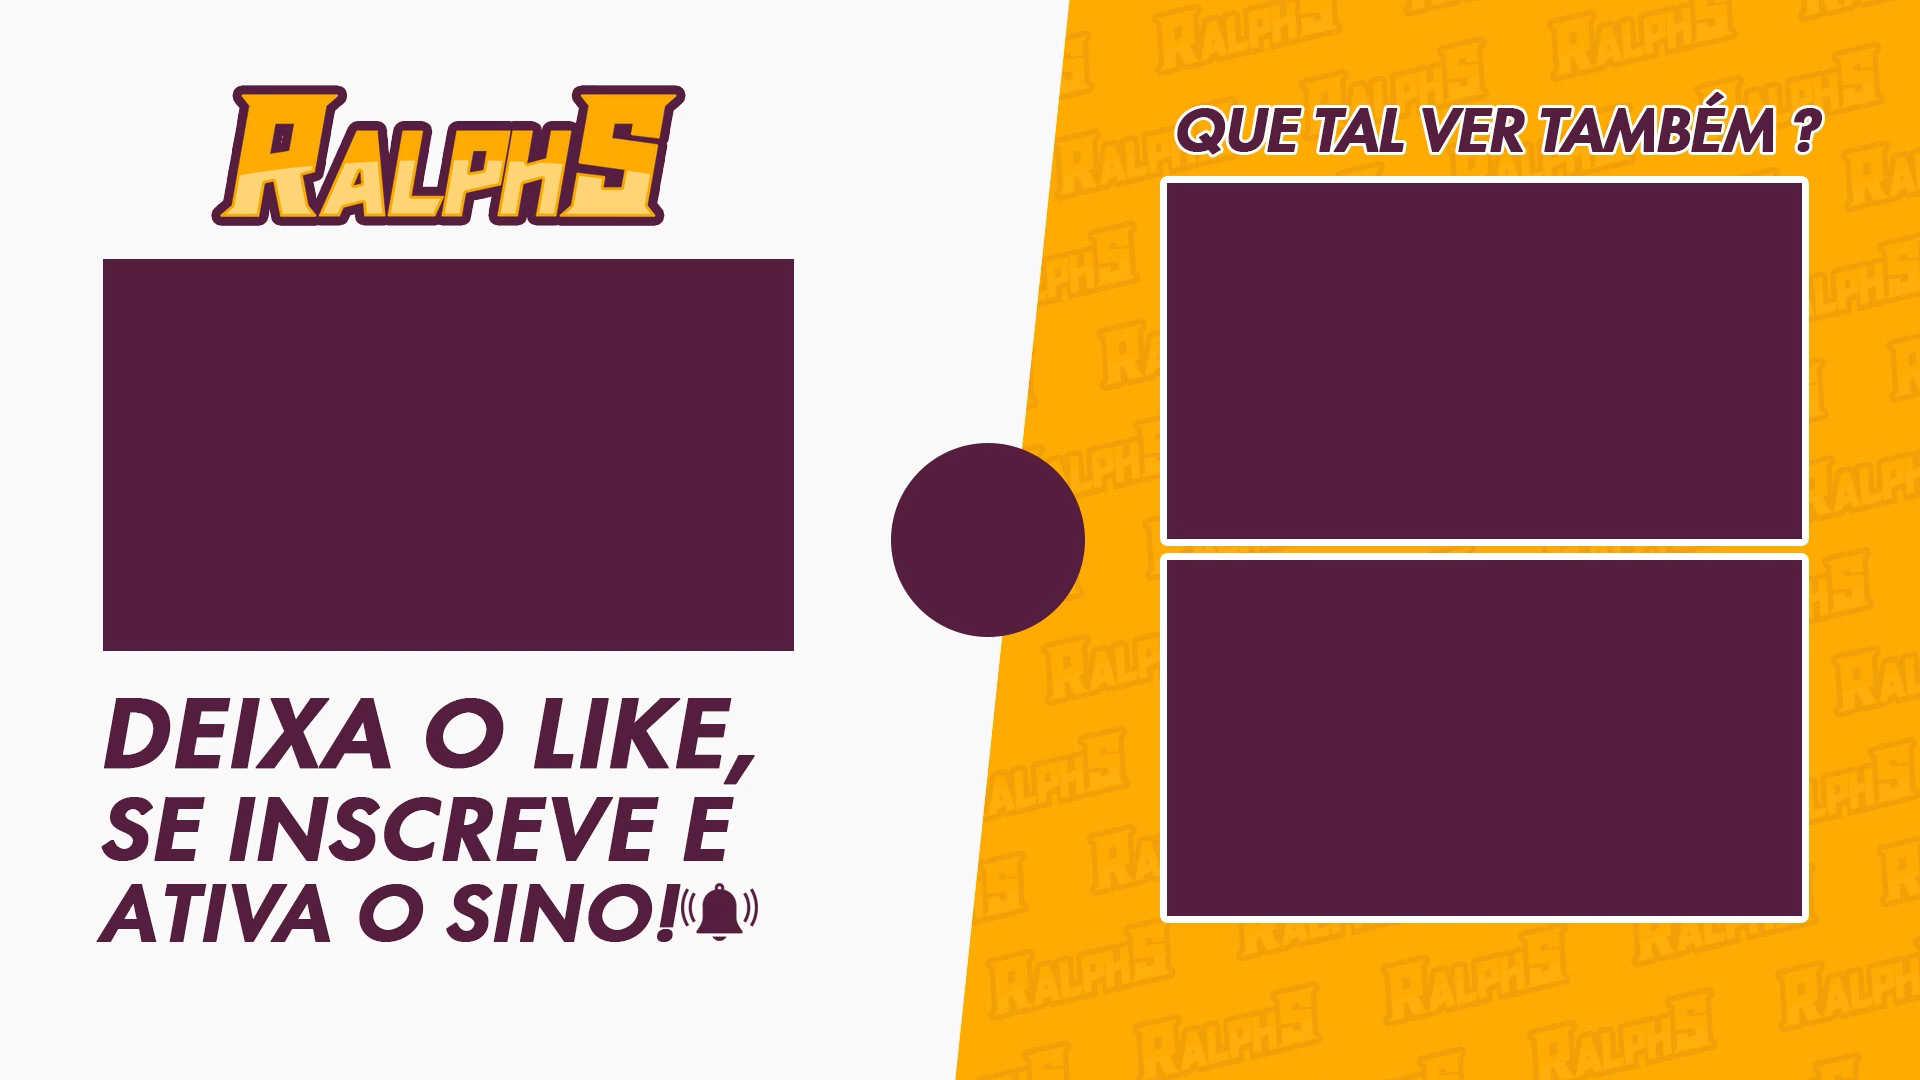 RALPHS
DEIXA O LIKE,
SE INSCREVE E
ATIVA O SINO!
QUE TAL VER TAMBÉM ?